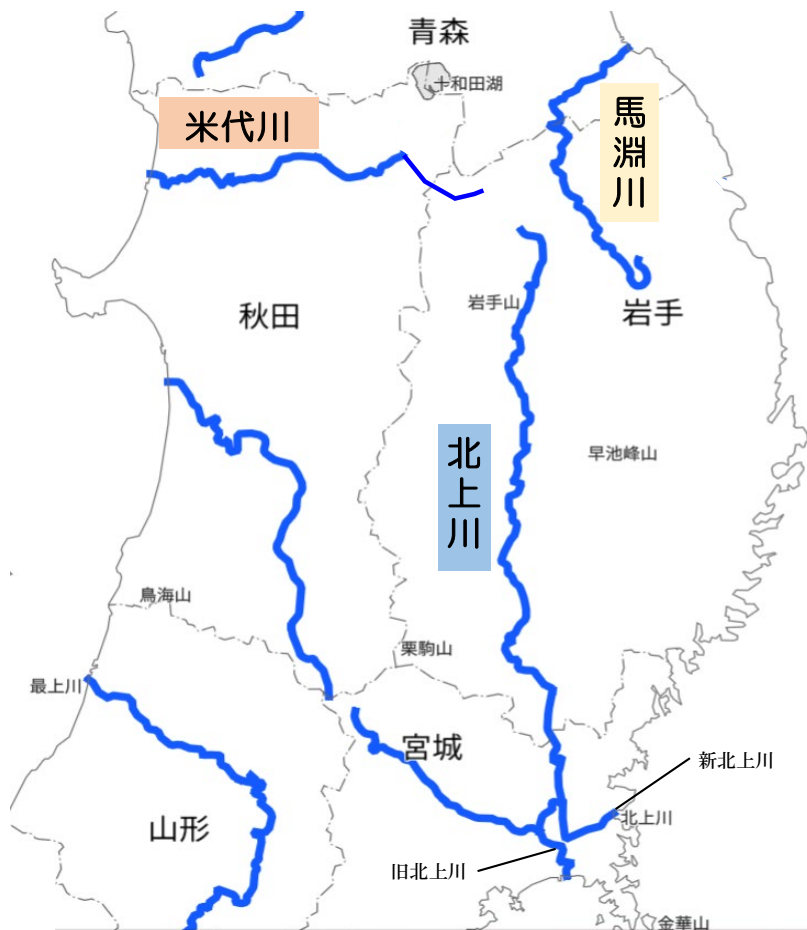 青森
十和田湖
米代川
馬淵川
秋田
岩手山
岩手
北上川
早池峰山
鳥海山
栗駒山
最上川
宮城
新北上川
山形
北上川
旧北上川
金華山